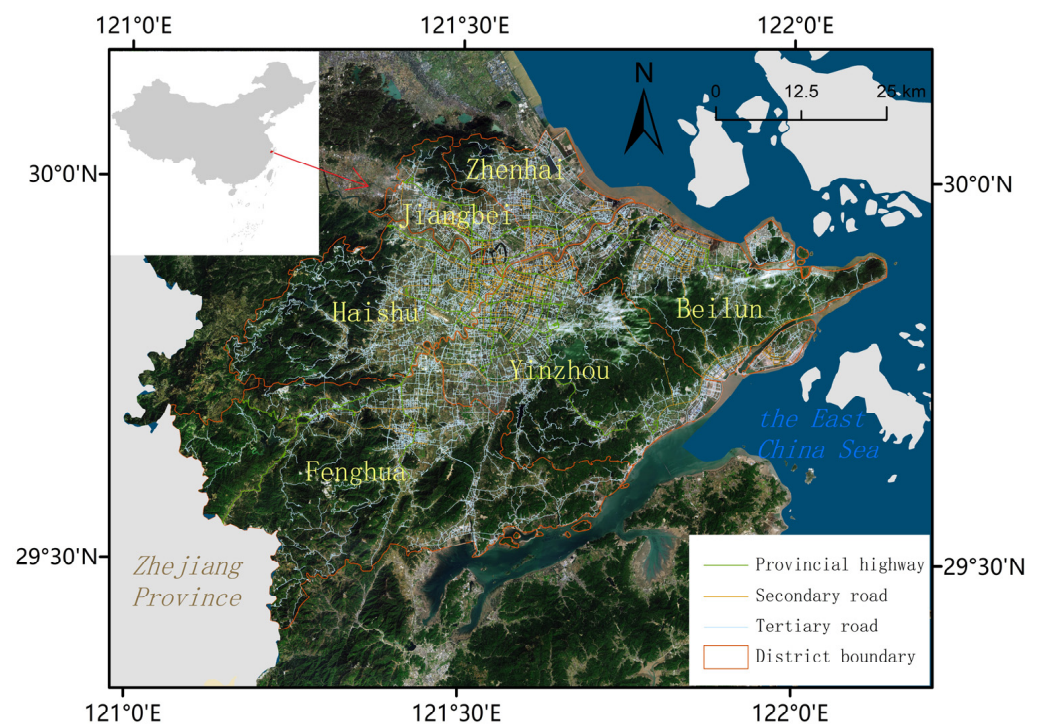 121°0'E
121°30'E
122°0'E
N
0
12.5
25 km
30°0'N
30°0'N
Zhenhai
Jiangbei
Haishu
Beilun
Yinzhou
the East
China Sea
Fenghua
29°30'N
29°30'N
Zhejiang
Province
Provincial highway
Secondary road
Tertiary road
District boundary
121°0'E
121°30'E
122°0'E